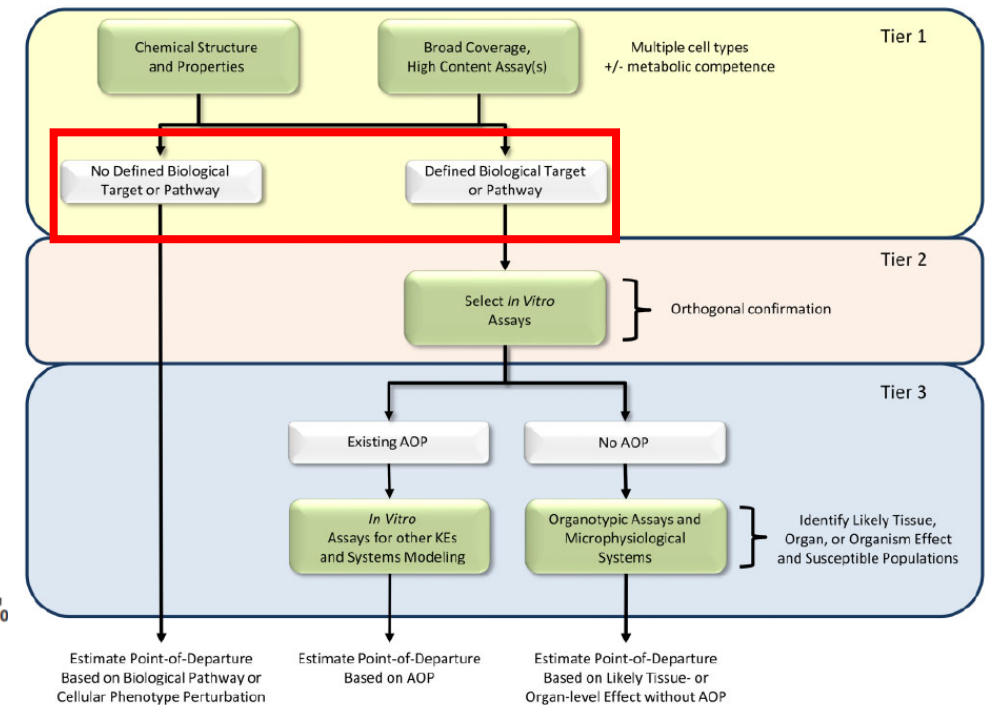 Tier 1
Chemical Structure
and Properties
Broad Coverage,
High Content Assay(s)
Multiple cell types
+/- metabolic competence
No Defined Biological
Target or Pathway
Defined Biological Target
or Pathway
Tier 2
Select In Vitro
Assays
Orthogonal confirmation
Tier 3
Existing AOP
No AOP
In Vitro
Assays for other KEs
and Systems Modeling
Organotypic Assays and
Microphysiological
Systems
Identify Likely Tissue,
Organ, or Organism Effect
and Susceptible Populations
0
Estimate Point-of-Departure
Based on Biological Pathway or
Cellular Phenotype Perturbation
Estimate Point-of-Departure
Based on AOP
Estimate Point-of-Departure
Based on Likely Tissue- or
Organ-level Effect without AOP